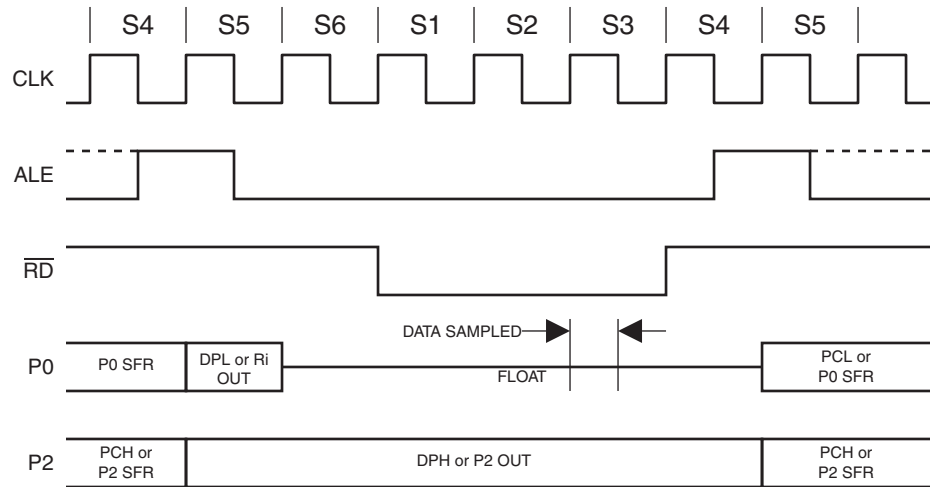 S4 S5 S6 S1 S2 S3 S4 S5
CLK
ALE
RD
DATA SAMPLED
P0
P0 SFR
DPL or Ri
OUT
FLOAT
PCL or
P0 SFR
P2
PCH or
P2 SFR
DPH or P2 OUT
PCH or
P2 SFR